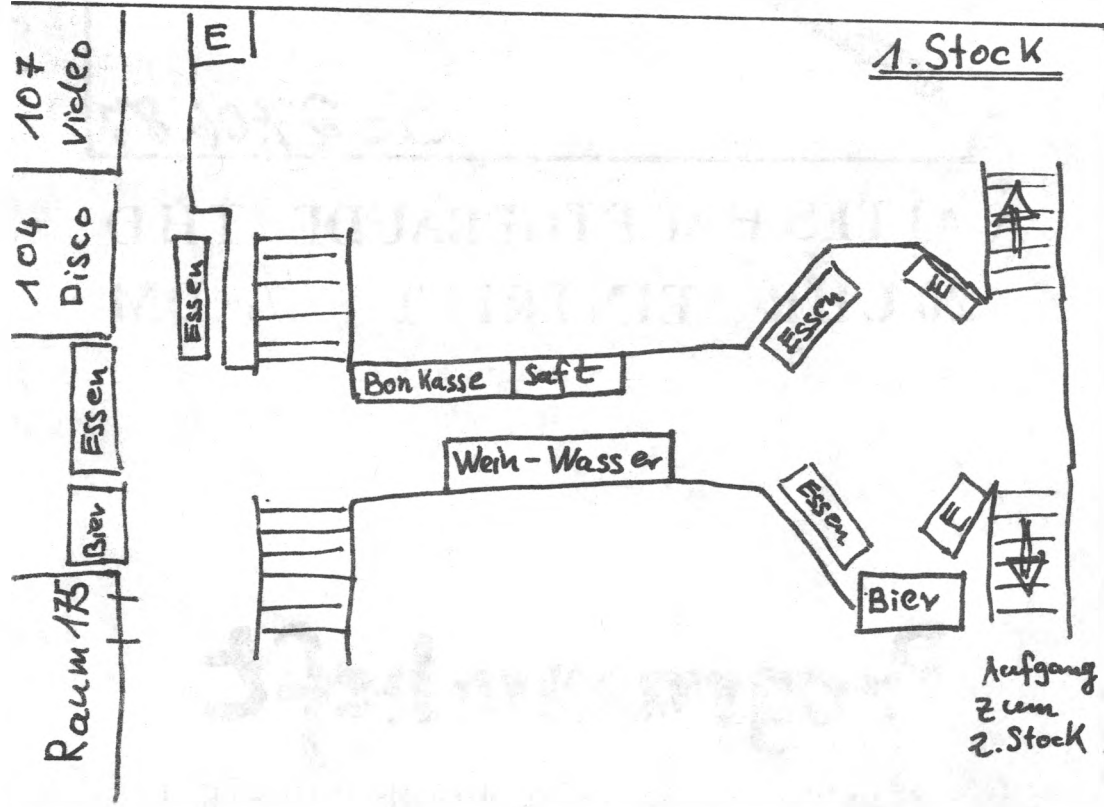 1. Stock
E
107
Video
104
Disco
Essen
Essen
E
Essen
Bon Kasse
Saft
Essen
Wein-Wasser
Bier
Essen
E
Bier
Raum 175
Aufgang
zum
2. Stock